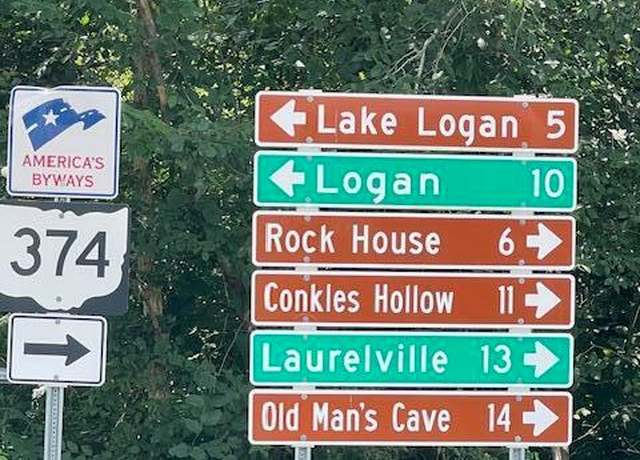 AMERICA'S
BYWAYS
374
Lake Logan 5
Logan 10
Rock House 6
Conkles Hollow 11
Laurelville 13
Old Man's Cave 14